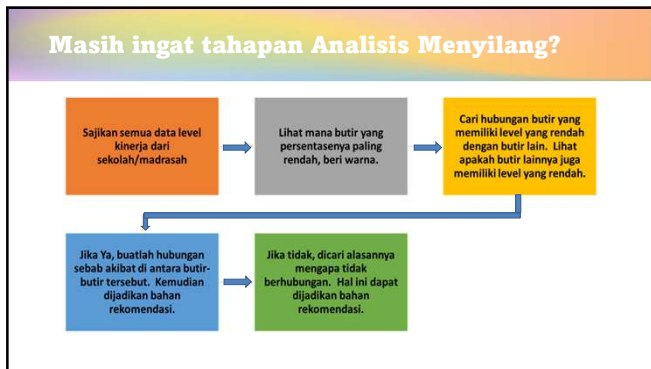 Masih ingat tahapan Analisis Menyilang?
Sajikan semua data level
kinerja dari
sekolah/madrasah
Lihat mana butir yang
persentasenya paling
rendah, beri warna.
Cari hubungan butir yang
memiliki level yang rendah
dengan butir lain. Lihat
apakah butir lainnya juga
memiliki level yang rendah.
Jika Ya, buatlah hubungan
sebab akibat di antara butir-
butir tersebut. Kemudian
dijadikan bahan
rekomendasi.
Jika tidak, dicari alasannya
mengapa tidak
berhubungan. Hal ini dapat
dijadikan bahan
rekomendasi.